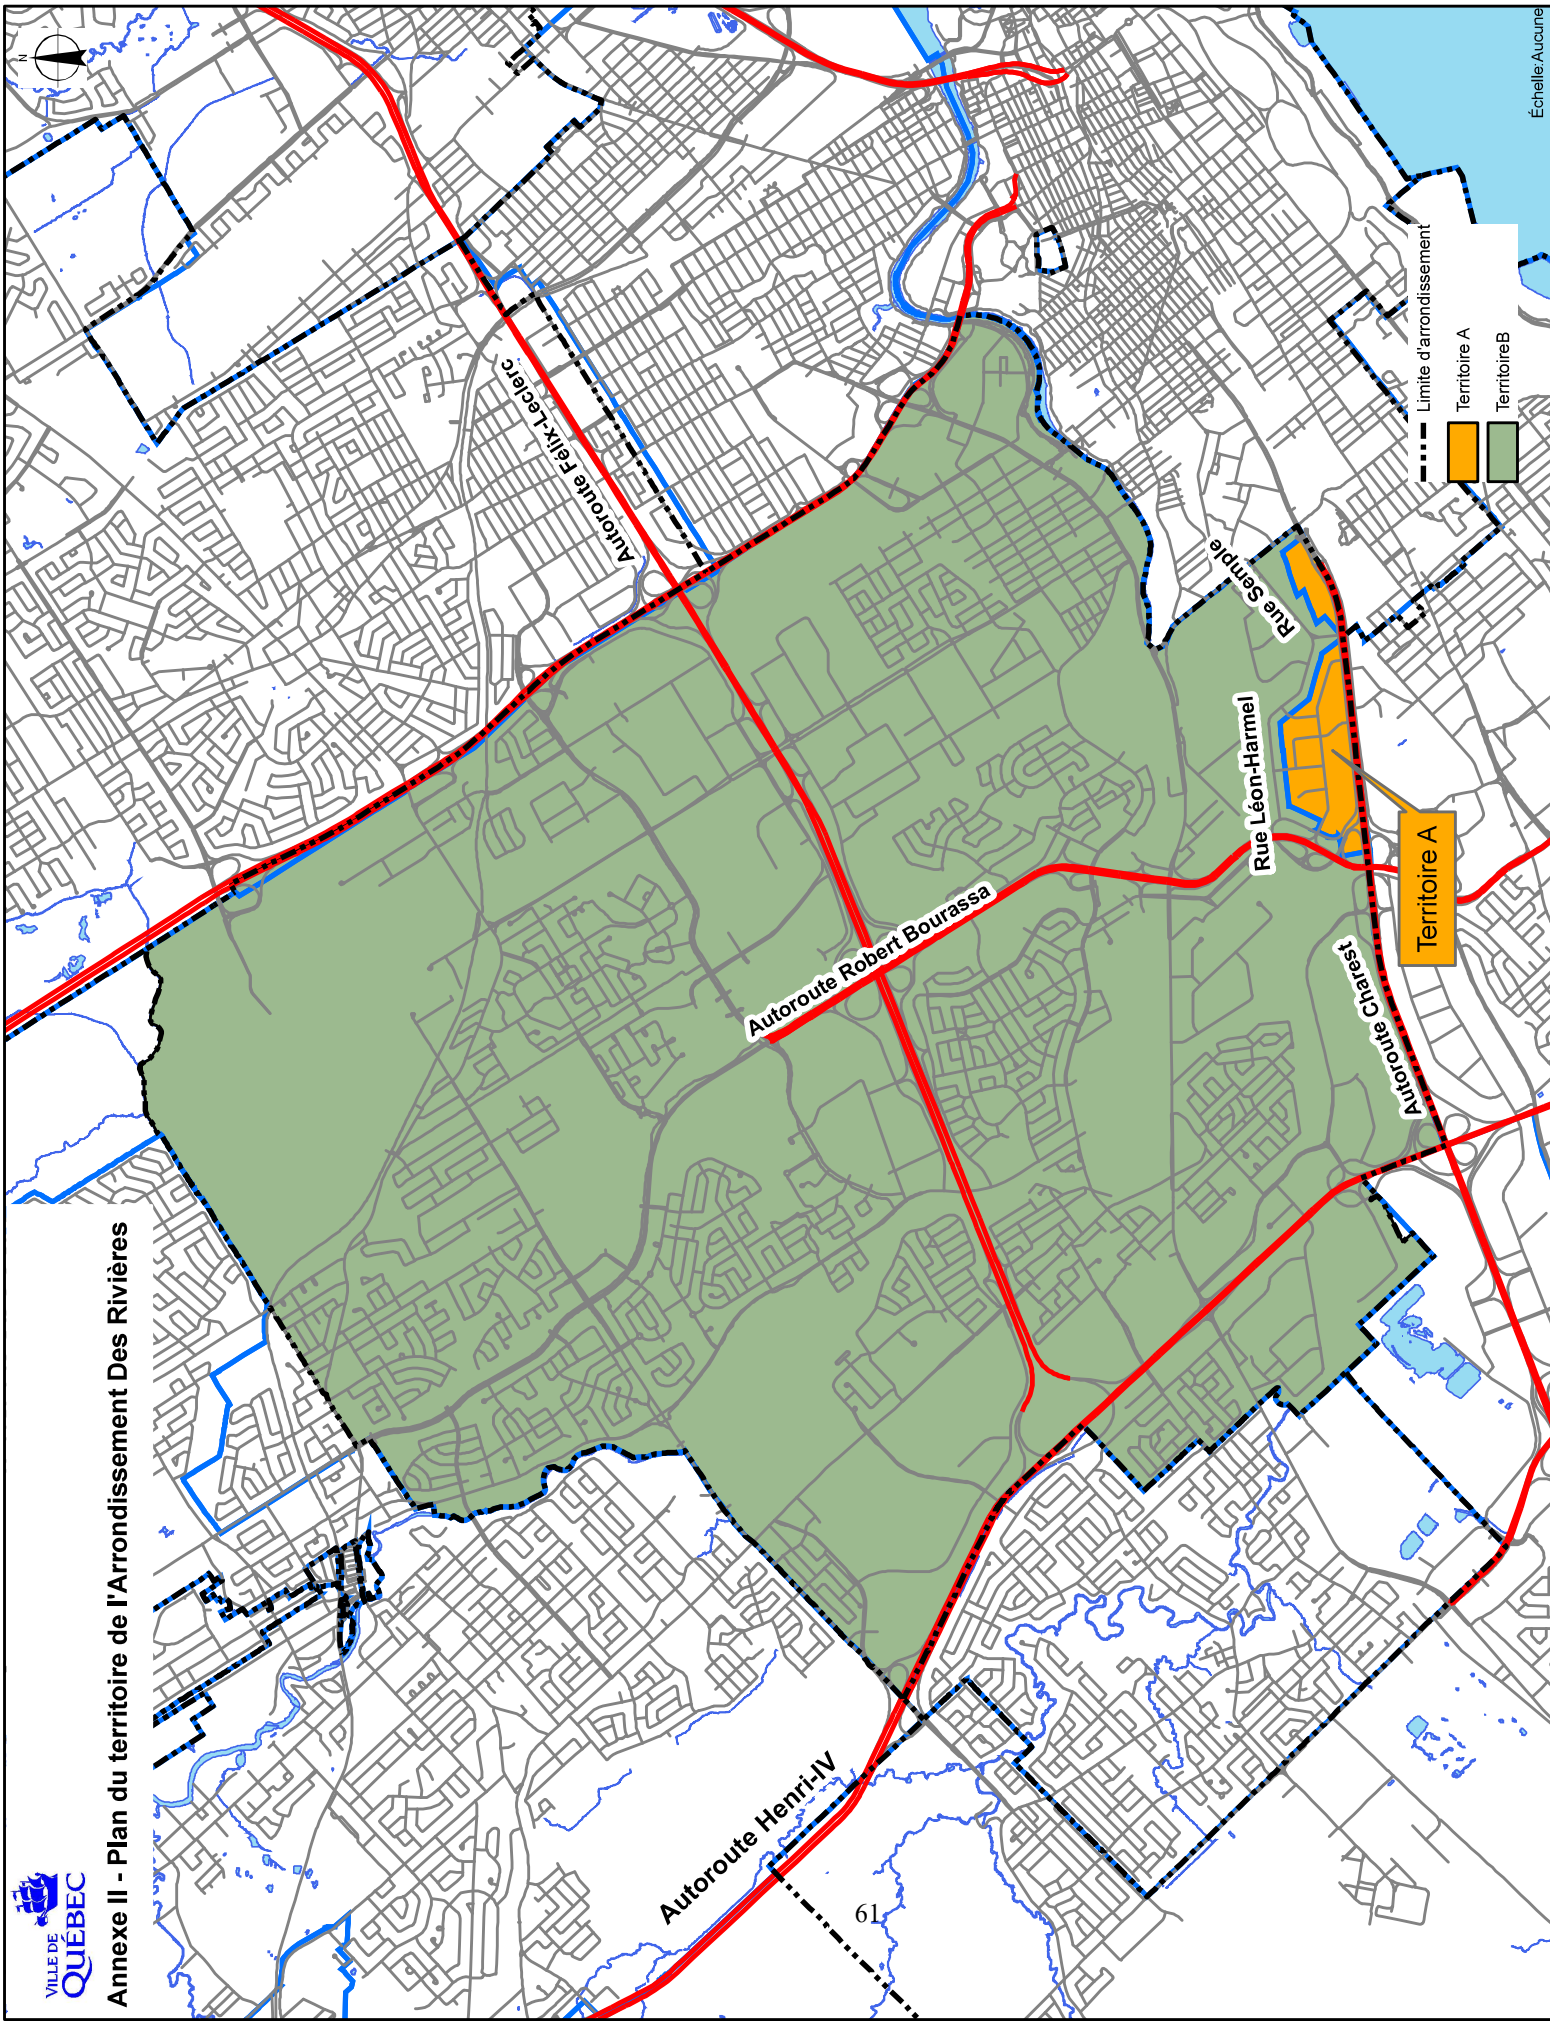 VILLE DE
QUÉBEC
Annexe II - Plan du territoire de l'Arrondissement Des Rivières
N
Autoroute Félix-Leclerc
Autoroute Robert Bourassa
Autoroute Henri-IV
Rue Semple
Rue Léon-Harmel
Autoroute Charest
Territoire A
Limite d'arrondissement
Territoire A
Territoire B
Échelle: Aucune
61